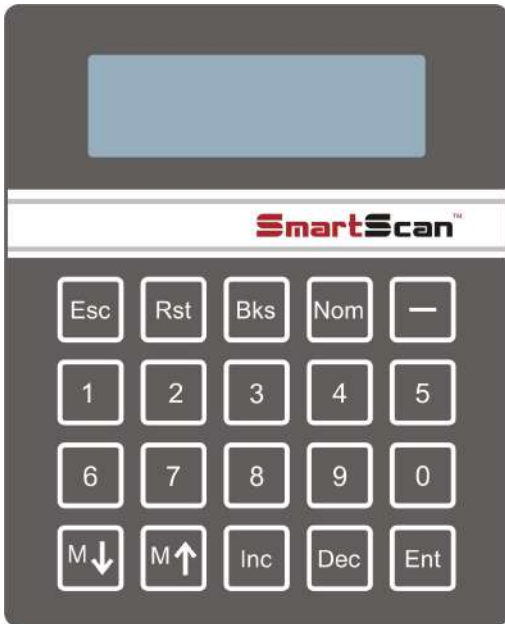 SmartScan™
Esc Rst Bks Nom —
1 2 3 4 5
6 7 8 9 0
M↓ M↑ Inc Dec Ent